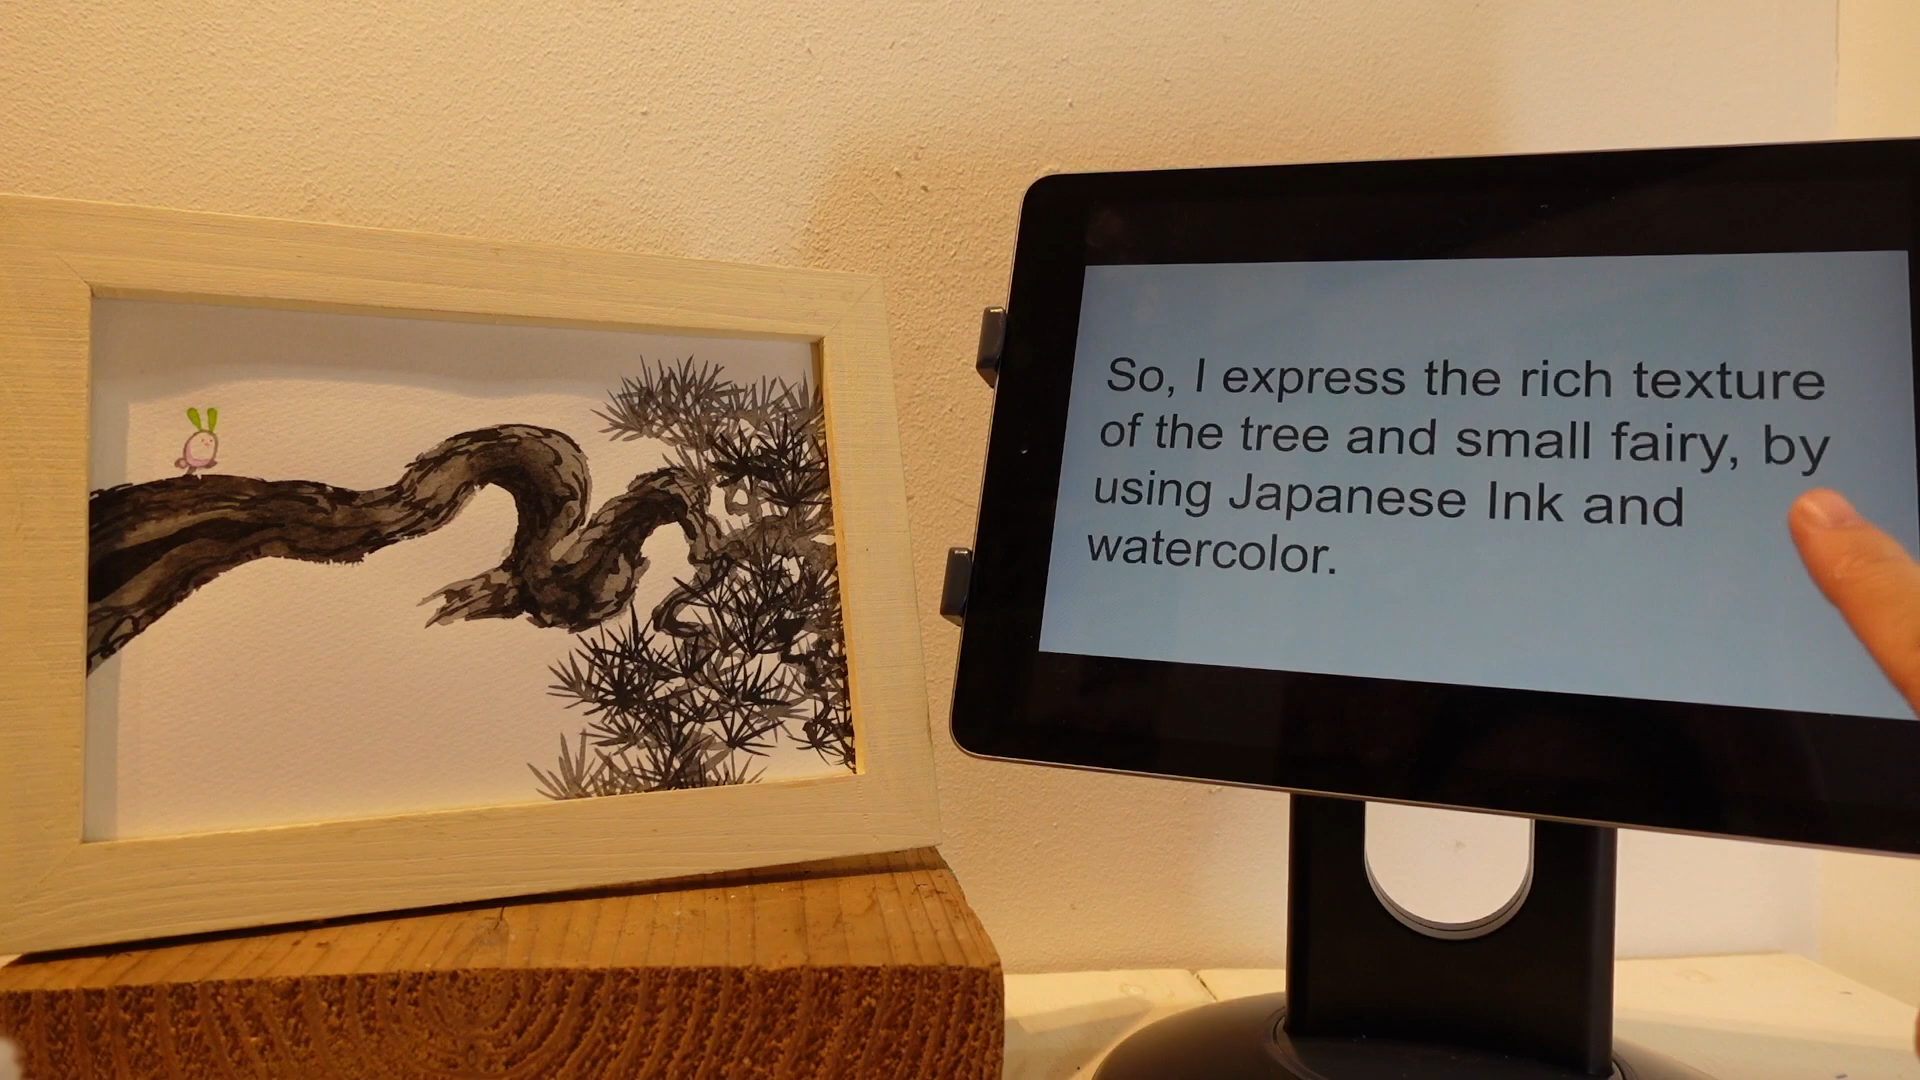 So, I express the rich texture
of the tree and small fairy, by
using Japanese Ink and
watercolor.